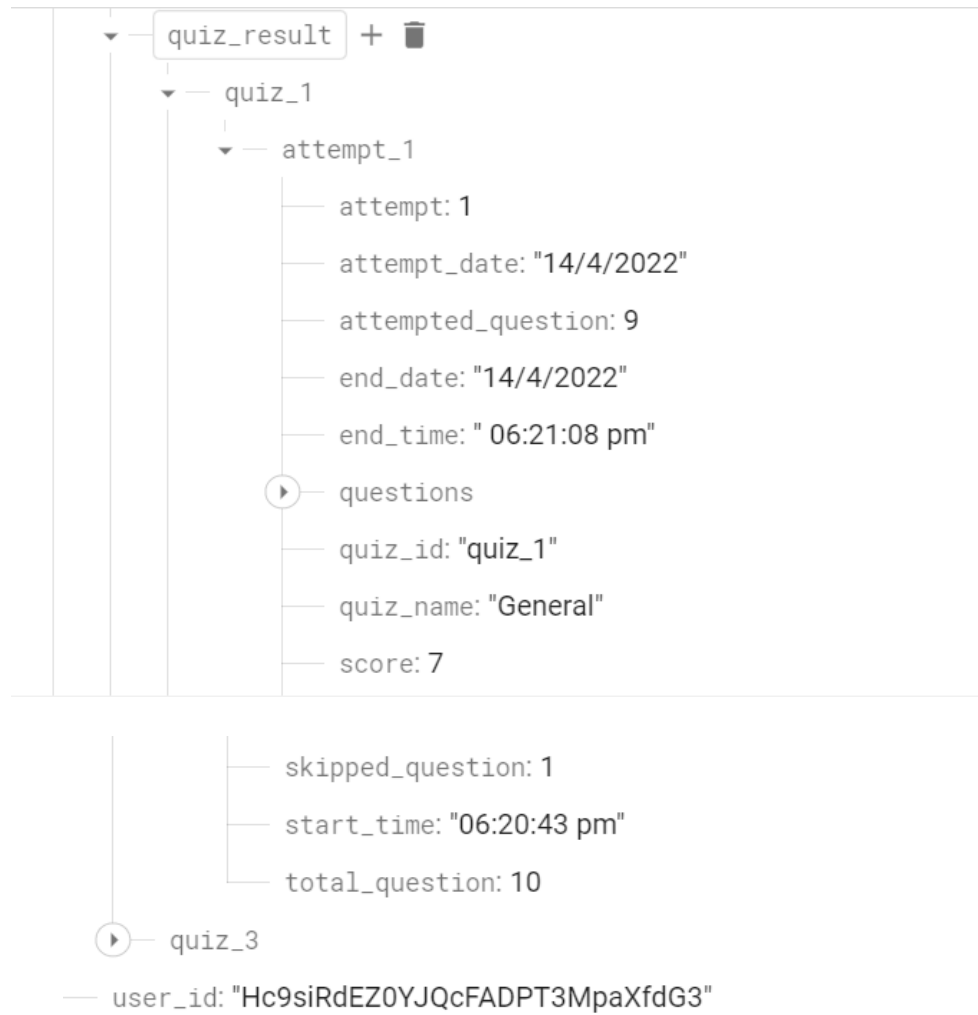 quiz_result
quiz_1
attempt_1
attempt: 1
attempt_date: "14/4/2022"
attempted_question: 9
end_date: "14/4/2022"
end_time: " 06:21:08 pm"
questions
quiz_id: "quiz_1"
quiz_name: "General"
score: 7
skipped_question: 1
start_time: "06:20:43 pm"
total_question: 10
quiz_3
user_id: "Hc9siRdEZ0YJQcFADPT3MpaXfdG3"